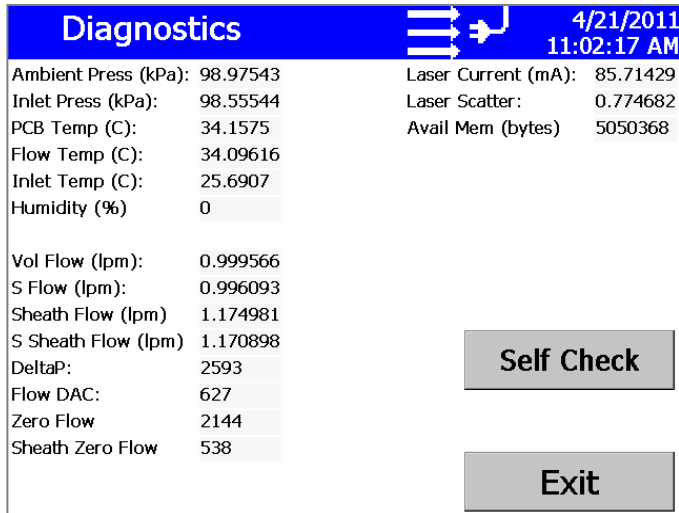 Diagnostics
4/21/2011
11:02:17 AM
Ambient Press (kPa): 98.97543
Inlet Press (kPa): 98.55544
PCB Temp (C): 34.1575
Flow Temp (C): 34.09616
Inlet Temp (C): 25.6907
Humidity (%) 0
Vol Flow (lpm): 0.999566
S Flow (lpm): 0.996093
Sheath Flow (lpm) 1.174981
S Sheath Flow (lpm) 1.170898
DeltaP: 2593
Flow DAC: 627
Zero Flow 2144
Sheath Zero Flow 538
Laser Current (mA): 85.71429
Laser Scatter: 0.774682
Avail Mem (bytes) 5050368
Self Check
Exit